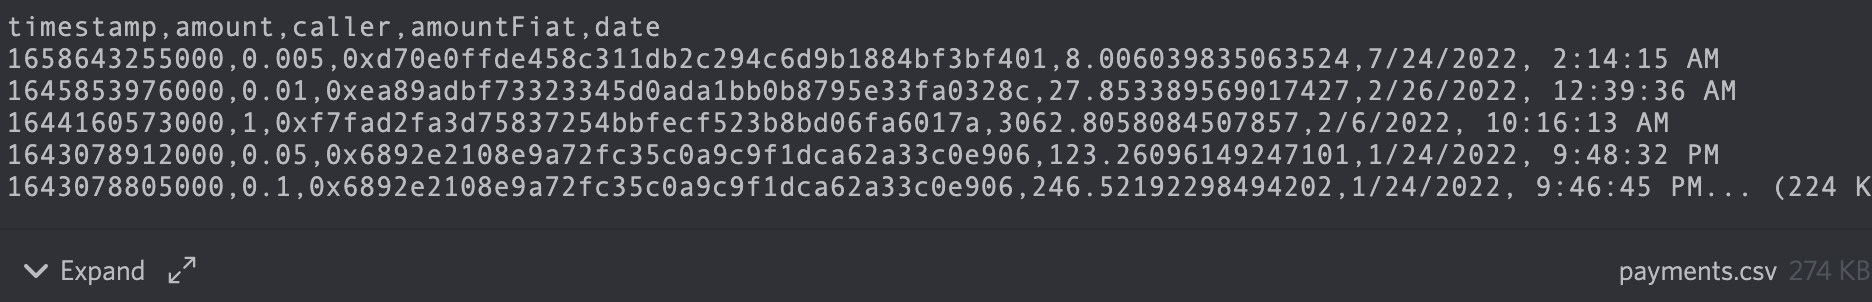 timestamp,amount,caller,amountFiat,date
1658643255000,0.005,0xd70e0ffde458c311db2c294c6d9b1884bf3bf401,8.006039835063524,7/24/2022, 2:14:15 AM
1645853976000,0.01,0xea89adbf73323345d0ada1bb0b8795e33fa0328c,27.853389569017427,2/26/2022, 12:39:36 AM
1644160573000,1,0xf7fad2fa3d75837254bbfecf523b8bd06fa6017a,3062.8058084507857,2/6/2022, 10:16:13 AM
1643078912000,0.05,0x6892e2108e9a72fc35c0a9c9f1dca62a33c0e906,123.26096149247101,1/24/2022, 9:48:32 PM
1643078805000,0.1,0x6892e2108e9a72fc35c0a9c9f1dca62a33c0e906,246.52192298494202,1/24/2022, 9:46:45 PM... (224 K
Expand
payments.csv 274 KB